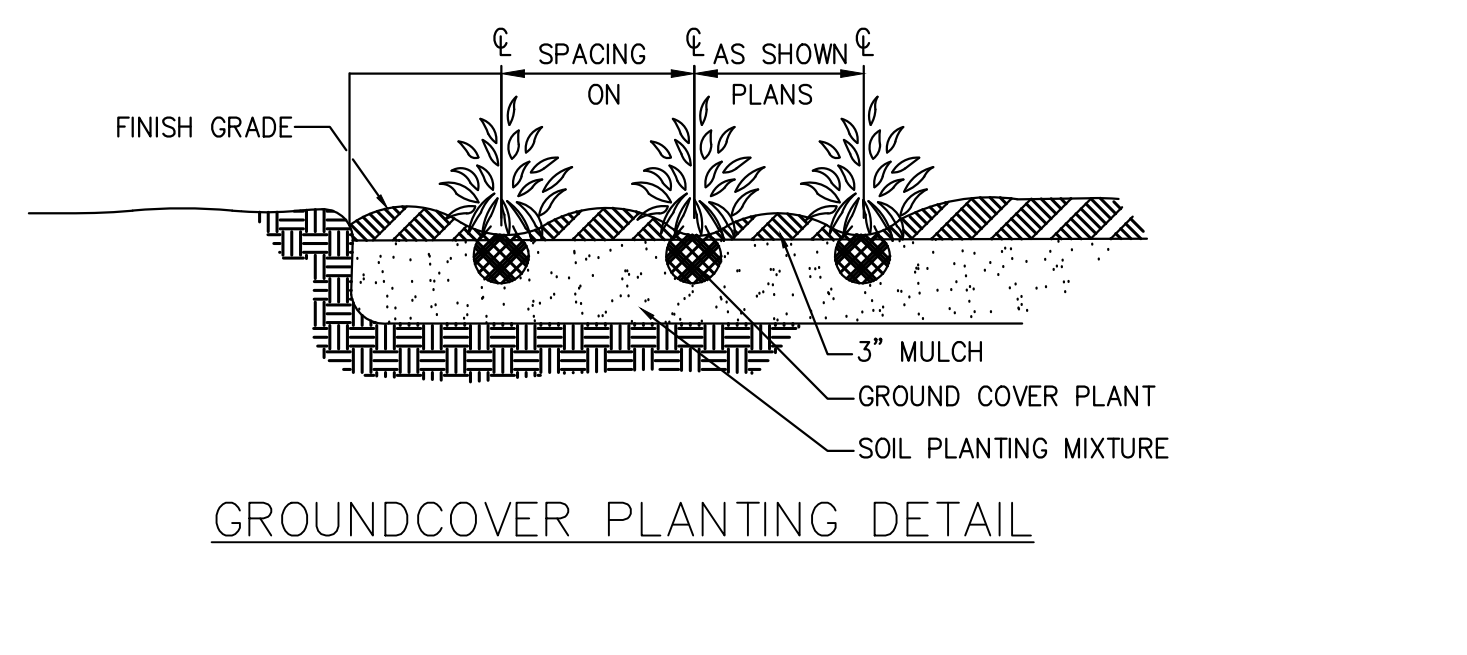 ℄ ℄ ℄
SPACING AS SHOWN
ON PLANS
FINISH GRADE
3" MULCH
GROUND COVER PLANT
SOIL PLANTING MIXTURE
GROUNDCOVER PLANTING DETAIL